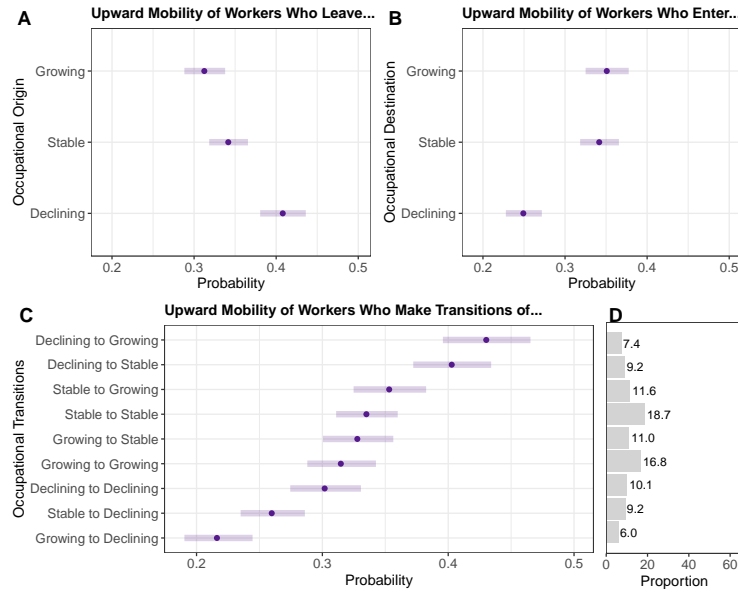 A
Upward Mobility of Workers Who Leave...
Occupational Origin
Growing
Stable
Declining
0.2 0.3 0.4 0.5
Probability
B
Upward Mobility of Workers Who Enter...
Occupational Destination
Growing
Stable
Declining
0.2 0.3 0.4 0.5
Probability
C
Upward Mobility of Workers Who Make Transitions of...
Occupational Transitions
Declining to Growing
Declining to Stable
Stable to Growing
Stable to Stable
Growing to Stable
Growing to Growing
Declining to Declining
Stable to Declining
Growing to Declining
0.2 0.3 0.4 0.5
Probability
D
7.4
9.2
11.6
18.7
11.0
16.8
10.1
9.2
6.0
0 20 40 60
Proportion